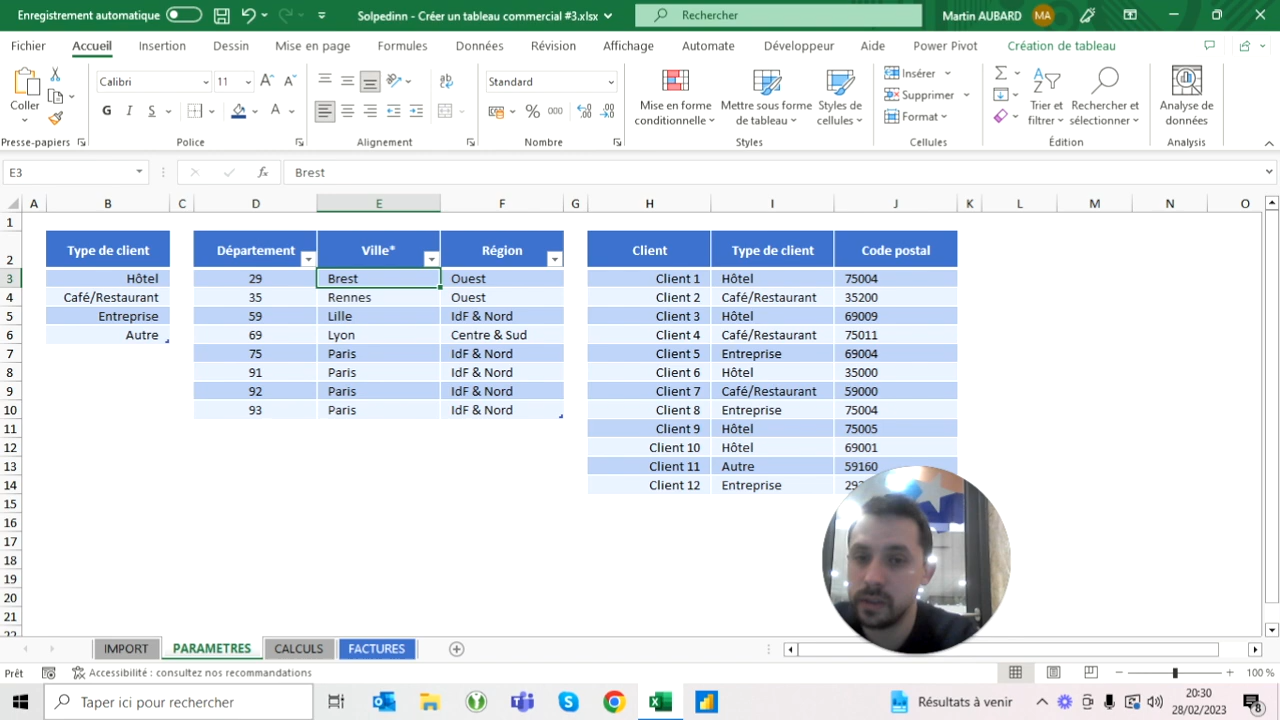 Enregistrement automatique
Solpedinn - Créer un tableau commercial #3.xlsx
Rechercher
Martin AUBARD
MA
Fichier Accueil Insertion Dessin Mise en page Formules Données Révision Affichage Automate Développeur Aide Power Pivot Création de tableau
Coller
Presse-papiers
Calibri 11
G I S
Police
Alignement
Standard
% 000
Nombre
Mise en forme conditionnelle
Mettre sous forme de tableau
Styles de cellules
Styles
Insérer
Supprimer
Format
Cellules
Trier et filtrer
Rechercher et sélectionner
Édition
Analyse de données
Analysis
E3 fx Brest
A B C D E F G H I J K L M N O
1
2 Type de client Département Ville* Région Client Type de client Code postal
3 Hôtel 29 Brest Ouest Client 1 Hôtel 75004
4 Café/Restaurant 35 Rennes Ouest Client 2 Café/Restaurant 35200
5 Entreprise 59 Lille IdF & Nord Client 3 Hôtel 69009
6 Autre 69 Lyon Centre & Sud Client 4 Café/Restaurant 75011
7 75 Paris IdF & Nord Client 5 Entreprise 69004
8 91 Paris IdF & Nord Client 6 Hôtel 35000
9 92 Paris IdF & Nord Client 7 Café/Restaurant 59000
10 93 Paris IdF & Nord Client 8 Entreprise 75004
11 Client 9 Hôtel 75005
12 Client 10 Hôtel 69001
13 Client 11 Autre 59160
14 Client 12 Entreprise
15
16
17
18
19
20
21
22
IMPORT PARAMETRES CALCULS FACTURES
Prêt Accessibilité : consultez nos recommandations 100 %
Taper ici pour rechercher
Résultats à venir
20:30
28/02/2023
8